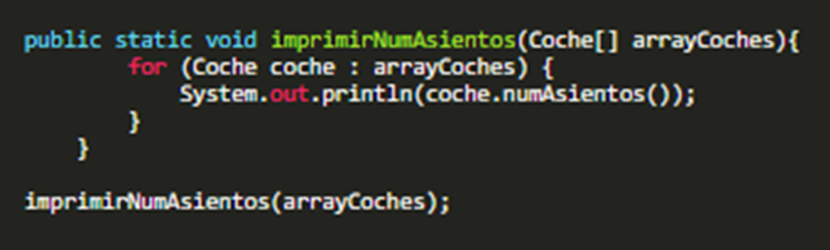 public static void imprimirNumAsientos(Coche[] arrayCoches){
for (Coche coche : arrayCoches) {
System.out.println(coche.numAsientos());
}
}
imprimirNumAsientos(arrayCoches);